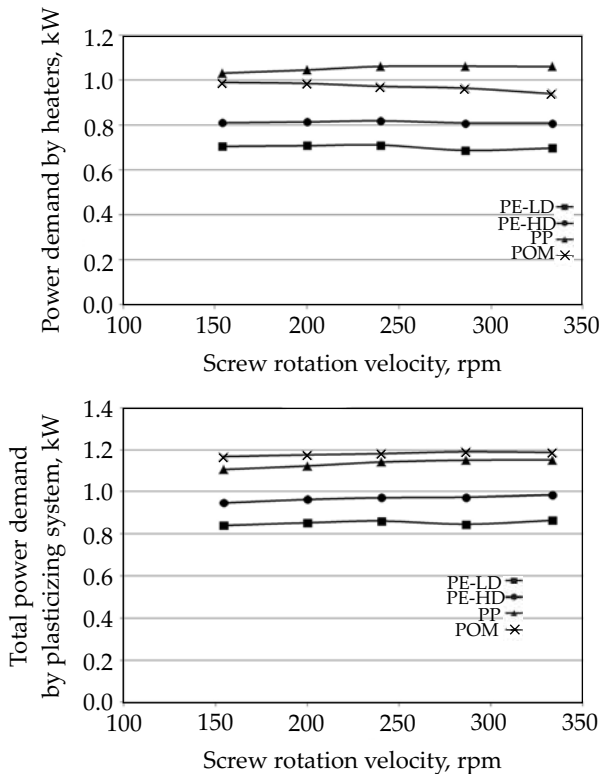 Power demand by heaters, kW
1.2
1.0
0.8
0.6
0.4
0.2
0.0
PE-LD
PE-HD
PP
POM
100 150 200 250 300 350
Screw rotation velocity, rpm
Total power demand
by plasticizing system, kW
1.4
1.2
1.0
0.8
0.6
0.4
0.2
0.0
PE-LD
PE-HD
PP
POM
100 150 200 250 300 350
Screw rotation velocity, rpm